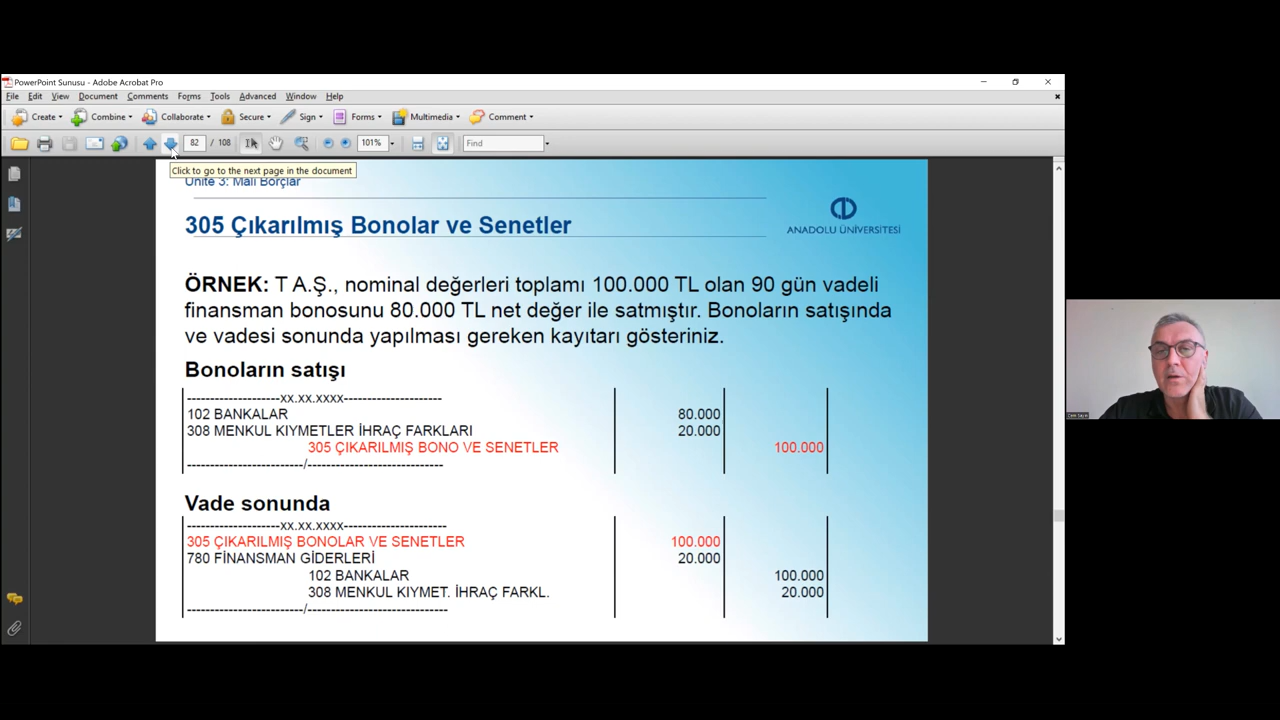 PowerPoint Sunusu - Adobe Acrobat Pro
File Edit View Document Comments Forms Tools Advanced Window Help
Create Combine Collaborate Secure Sign Forms Multimedia Comment
82 / 108 101% Find
Click to go to the next page in the document
Ünite 3: Mali Borçlar
305 Çıkarılmış Bonolar ve Senetler
ANADOLU ÜNİVERSİTESİ
ÖRNEK: T A.Ş., nominal değerleri toplamı 100.000 TL olan 90 gün vadeli
finansman bonosunu 80.000 TL net değer ile satmıştır. Bonoların satışında
ve vadesi sonunda yapılması gereken kayıtarı gösteriniz.
Bonoların satışı
--------------------xx.xx.xxxx---------------------
102 BANKALAR 80.000
308 MENKUL KIYMETLER İHRAÇ FARKLARI 20.000
305 ÇIKARILMIŞ BONO VE SENETLER 100.000
-------------------------/-----------------------------
Vade sonunda
--------------------xx.xx.xxxx----------------------
305 ÇIKARILMIŞ BONOLAR VE SENETLER 100.000
780 FİNANSMAN GİDERLERİ 20.000
102 BANKALAR 100.000
308 MENKUL KIYMET. İHRAÇ FARKL. 20.000
-------------------------/------------------------------